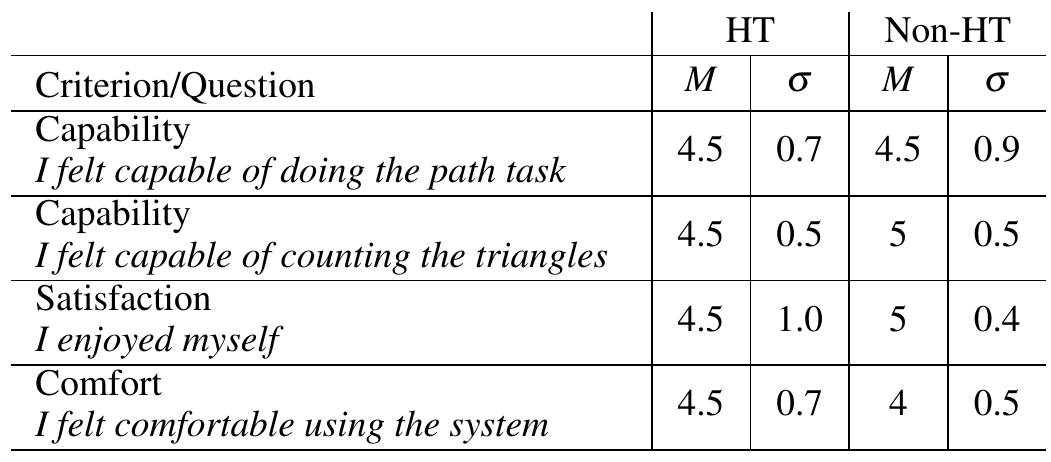 HT Non-HT
Criterion/Question M σ M σ
Capability
I felt capable of doing the path task 4.5 0.7 4.5 0.9
Capability
I felt capable of counting the triangles 4.5 0.5 5 0.5
Satisfaction
I enjoyed myself 4.5 1.0 5 0.4
Comfort
I felt comfortable using the system 4.5 0.7 4 0.5